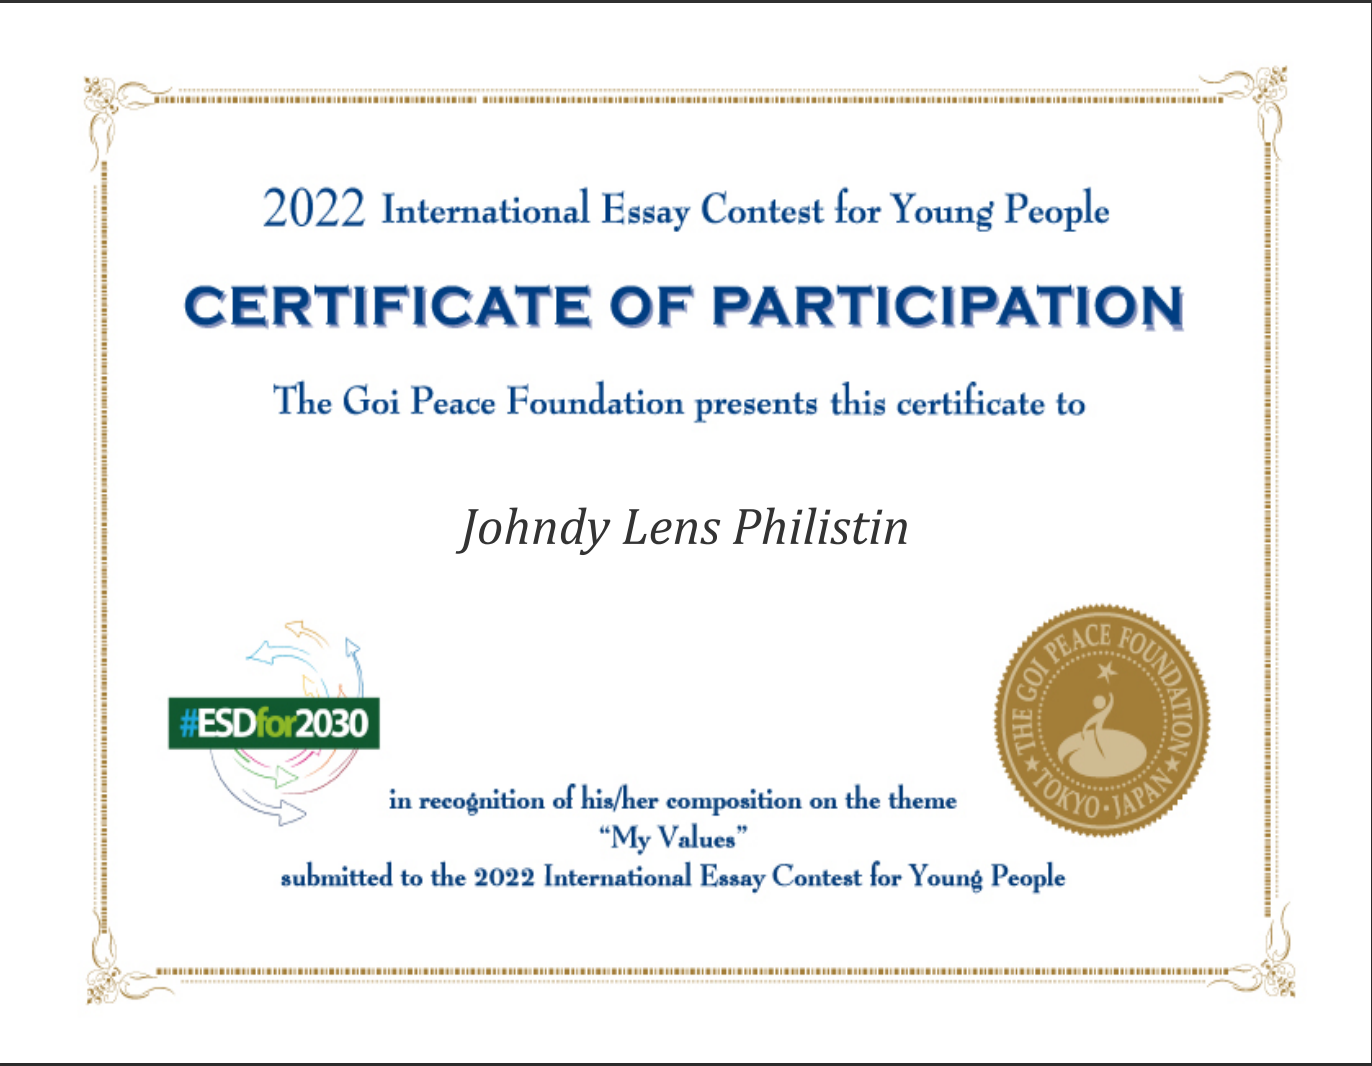 2022 International Essay Contest for Young People
CERTIFICATE OF PARTICIPATION
The Goi Peace Foundation presents this certificate to
Johndy Lens Philistin
#ESDfor2030
THE GOI PEACE FOUNDATION
TOKYO · JAPAN
in recognition of his/her composition on the theme
“My Values”
submitted to the 2022 International Essay Contest for Young People